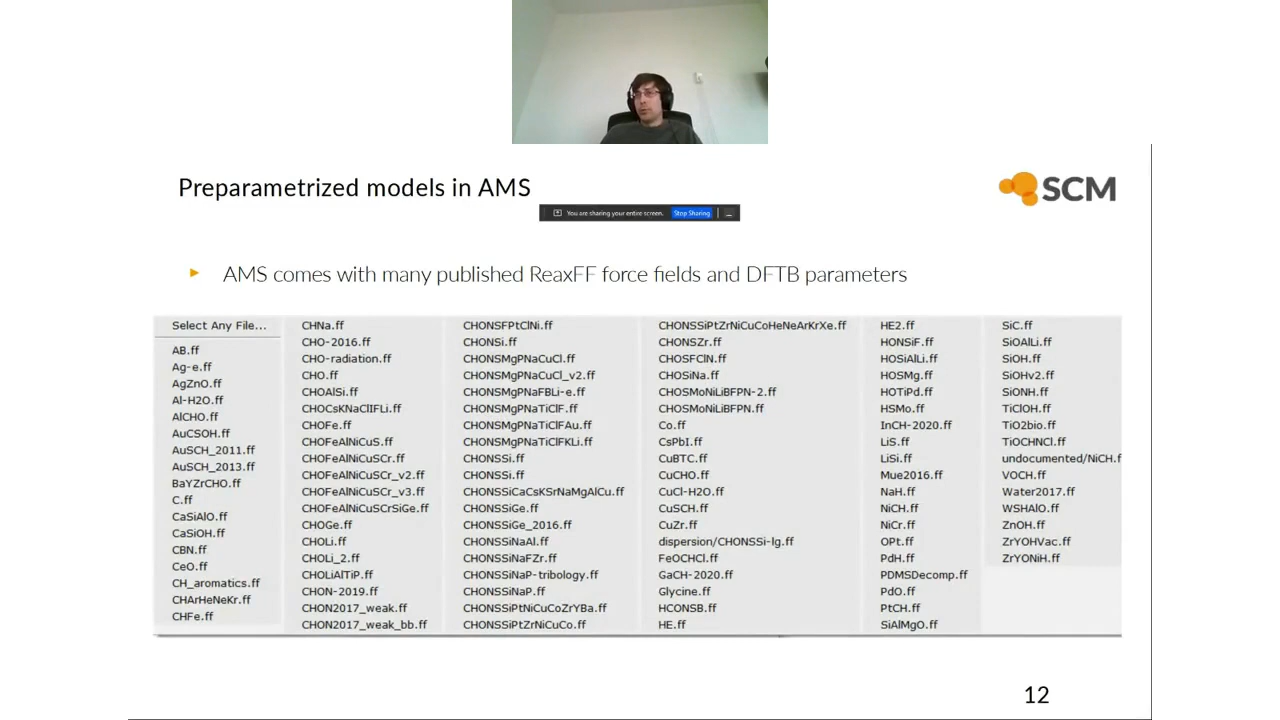 Preparametrized models in AMS
SCM
You are sharing your entire screen.
Stop Sharing
AMS comes with many published ReaxFF force fields and DFTB parameters
Select Any File...
AB.ff
Ag-e.ff
AgZnO.ff
Al-H2O.ff
AlCHO.ff
AuCSOH.ff
AuSCH_2011.ff
AuSCH_2013.ff
BaYZrCHO.ff
C.ff
CaSiAlO.ff
CaSiOH.ff
CBN.ff
CeO.ff
CH_aromatics.ff
CHArHeNeKr.ff
CHFe.ff
CHNa.ff
CHO-2016.ff
CHO-radiation.ff
CHO.ff
CHOAlSi.ff
CHOCsKNaClIFLi.ff
CHOFe.ff
CHOFeAlNiCuS.ff
CHOFeAlNiCuSCr.ff
CHOFeAlNiCuSCr_v2.ff
CHOFeAlNiCuSCr_v3.ff
CHOFeAlNiCuSCrSiGe.ff
CHOGe.ff
CHOLi.ff
CHOLi_2.ff
CHOLiAlTiP.ff
CHON-2019.ff
CHON2017_weak.ff
CHON2017_weak_bb.ff
CHONSFPtClNi.ff
CHONSi.ff
CHONSMgPNaCuCl.ff
CHONSMgPNaCuCl_v2.ff
CHONSMgPNaFBLi-e.ff
CHONSMgPNaTiClF.ff
CHONSMgPNaTiClFAu.ff
CHONSMgPNaTiClFKLi.ff
CHONSSi.ff
CHONSSi.ff
CHONSSiCaCsKSrNaMgAlCu.ff
CHONSSiGe.ff
CHONSSiGe_2016.ff
CHONSSiNaAl.ff
CHONSSiNaFZr.ff
CHONSSiNaP-tribology.ff
CHONSSiNaP.ff
CHONSSiPtNiCuCoZrYBa.ff
CHONSSiPtZrNiCuCo.ff
CHONSSiPtZrNiCuCoHeNeArKrXe.ff
CHONSZr.ff
CHOSFClN.ff
CHOSiNa.ff
CHOSMoNiLiBFPN-2.ff
CHOSMoNiLiBFPN.ff
Co.ff
CsPbI.ff
CuBTC.ff
CuCHO.ff
CuCl-H2O.ff
CuSCH.ff
CuZr.ff
dispersion/CHONSSi-lg.ff
FeOCHCl.ff
GaCH-2020.ff
Glycine.ff
HCONSB.ff
HE.ff
HE2.ff
HONSiF.ff
HOSiAlLi.ff
HOSMg.ff
HOTiPd.ff
HSMo.ff
InCH-2020.ff
LiS.ff
LiSi.ff
Mue2016.ff
NaH.ff
NiCH.ff
NiCr.ff
OPt.ff
PdH.ff
PDMSDecomp.ff
PdO.ff
PtCH.ff
SiAlMgO.ff
SiC.ff
SiOAlLi.ff
SiOH.ff
SiOHv2.ff
SiONH.ff
TiClOH.ff
TiO2bio.ff
TiOCHNCl.ff
undocumented/NiCH.f
VOCH.ff
Water2017.ff
WSHAlO.ff
ZnOH.ff
ZrYOHVac.ff
ZrYONiH.ff
12